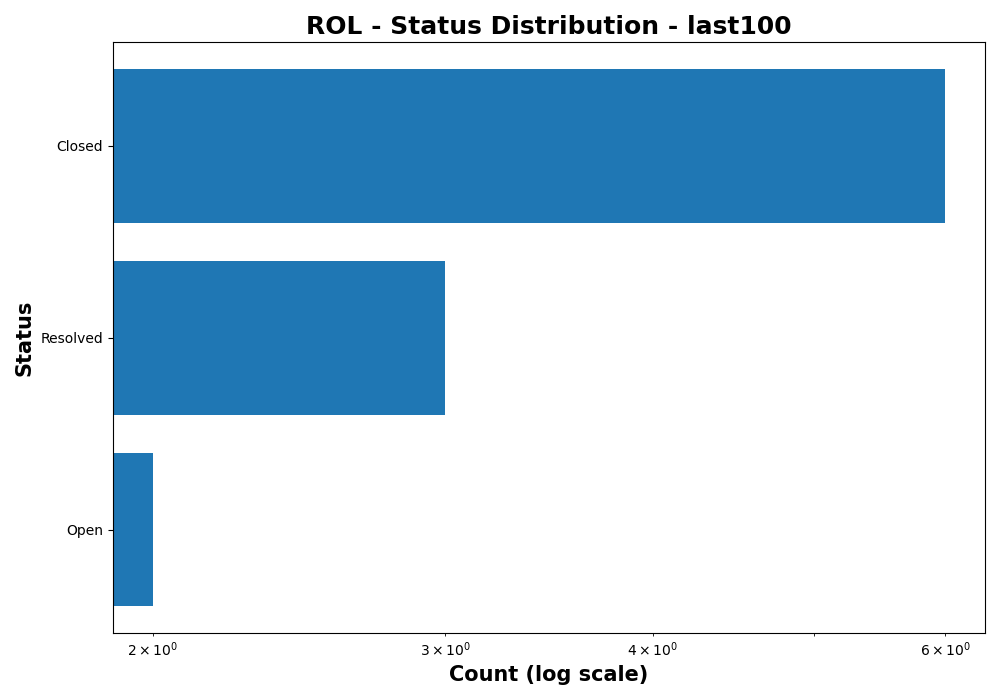 ROL - Status Distribution - last100
Status
Closed
Resolved
Open
2 × 10⁰
3 × 10⁰
4 × 10⁰
6 × 10⁰
Count (log scale)